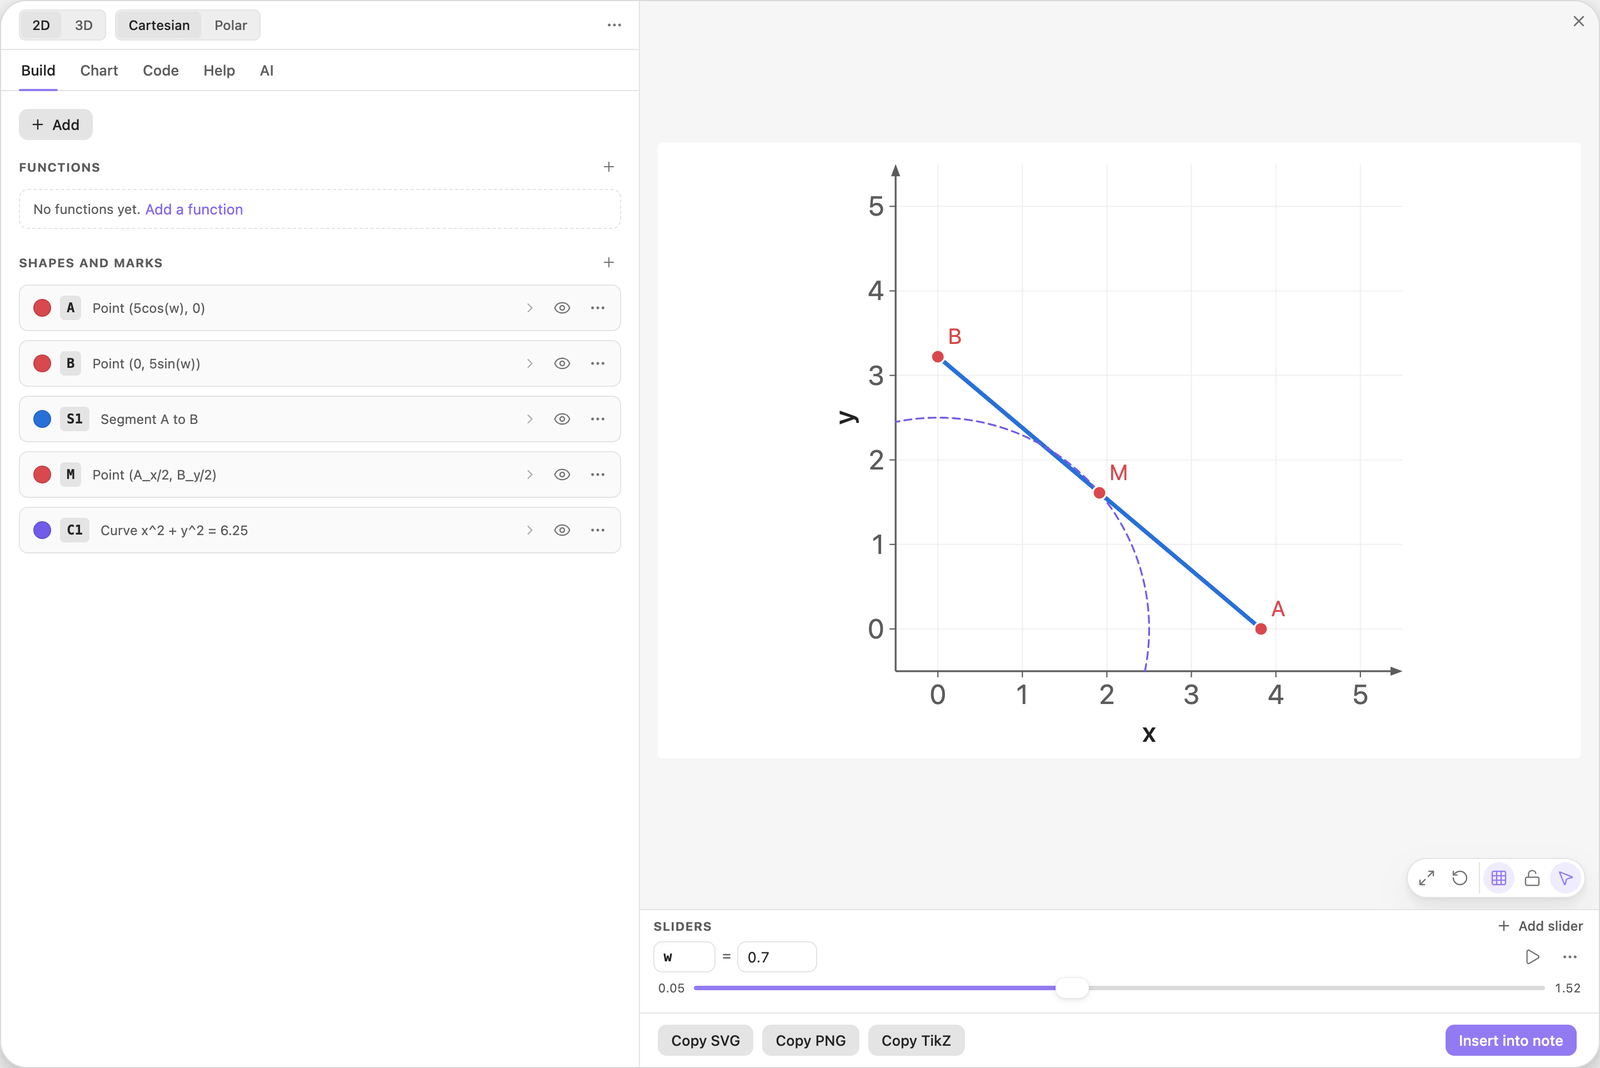 2D 3D Cartesian Polar
Build Chart Code Help AI
+ Add
FUNCTIONS +
No functions yet. Add a function
SHAPES AND MARKS +
A Point (5cos(w), 0)
B Point (0, 5sin(w))
S1 Segment A to B
M Point (A_x/2, B_y/2)
C1 Curve x^2 + y^2 = 6.25
5
4
B
3
y
M
2
1
A
0
0 1 2 3 4 5
x
SLIDERS + Add slider
w = 0.7
0.05 1.52
Copy SVG Copy PNG Copy TikZ Insert into note